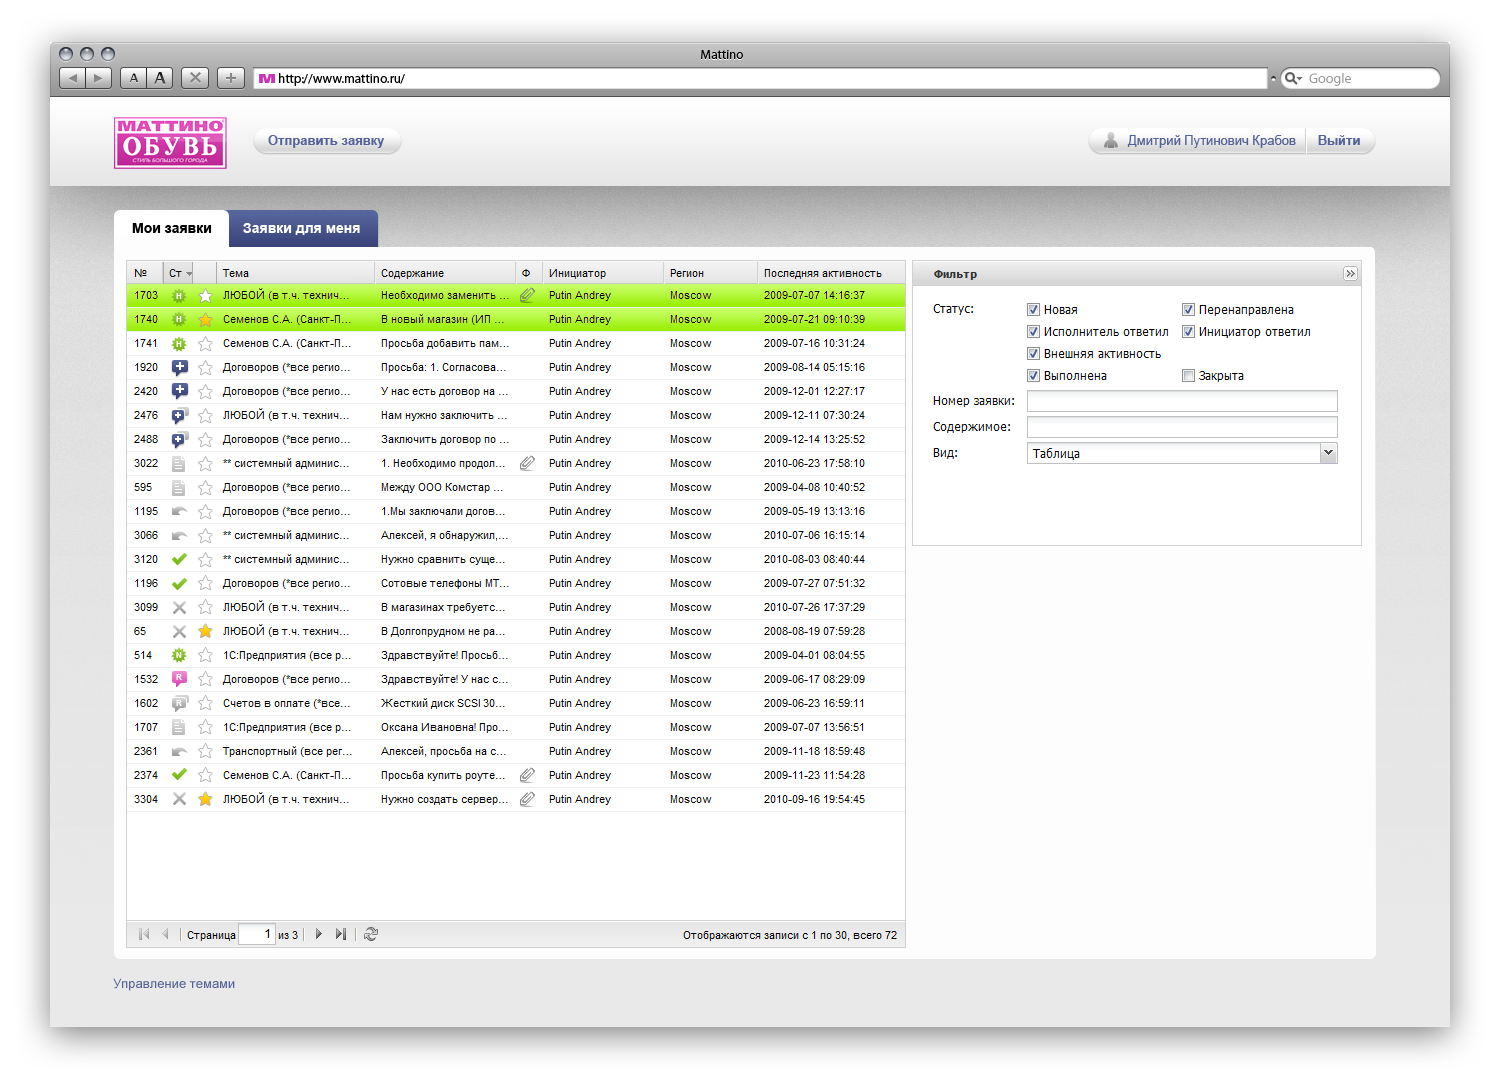 Mattino
A A http://www.mattino.ru/ Google
МАТТИНО
ОБУВЬ
СТИЛЬ БОЛЬШОГО ГОРОДА
Отправить заявку
Дмитрий Путинович Крабов Выйти
Мои заявки Заявки для меня
№ Ст Тема Содержание Ф Инициатор Регион Последняя активность
1703 ЛЮБОЙ (в т.ч. технич... Необходимо заменить ... Putin Andrey Moscow 2009-07-07 14:16:37
1740 Семенов С.А. (Санкт-П... В новый магазин (ИП ... Putin Andrey Moscow 2009-07-21 09:10:39
1741 Семенов С.А. (Санкт-П... Просьба добавить пам... Putin Andrey Moscow 2009-07-16 10:31:24
1920 Договоров (*все регио... Просьба: 1. Согласова... Putin Andrey Moscow 2009-08-14 05:15:16
2420 Договоров (*все регио... У нас есть договор на ... Putin Andrey Moscow 2009-12-01 12:27:17
2476 ЛЮБОЙ (в т.ч. технич... Нам нужно заключить ... Putin Andrey Moscow 2009-12-11 07:30:24
2488 Договоров (*все регио... Заключить договор по ... Putin Andrey Moscow 2009-12-14 13:25:52
3022 ** системный админис... 1. Необходимо продол... Putin Andrey Moscow 2010-06-23 17:58:10
595 Договоров (*все регио... Между ООО Комстар ... Putin Andrey Moscow 2009-04-08 10:40:52
1195 Договоров (*все регио... 1.Мы заключали догов... Putin Andrey Moscow 2009-05-19 13:13:16
3066 ** системный админис... Алексей, я обнаружил,... Putin Andrey Moscow 2010-07-06 16:15:14
3120 ** системный админис... Нужно сравнить суще... Putin Andrey Moscow 2010-08-03 08:40:44
1196 Договоров (*все регио... Сотовые телефоны МТ... Putin Andrey Moscow 2009-07-27 07:51:32
3099 ЛЮБОЙ (в т.ч. технич... В магазинах требуетс... Putin Andrey Moscow 2010-07-26 17:37:29
65 ЛЮБОЙ (в т.ч. технич... В Долгопрудном не ра... Putin Andrey Moscow 2008-08-19 07:59:28
514 1С:Предприятия (все р... Здравствуйте! Просьб... Putin Andrey Moscow 2009-04-01 08:04:55
1532 Договоров (*все регио... Здравствуйте! У нас с... Putin Andrey Moscow 2009-06-17 08:29:09
1602 Счетов в оплате (*все... Жесткий диск SCSI 30... Putin Andrey Moscow 2009-06-23 16:59:11
1707 1С:Предприятия (все р... Оксана Ивановна! Про... Putin Andrey Moscow 2009-07-07 13:56:51
2361 Транспортный (все рег... Алексей, просьба на с... Putin Andrey Moscow 2009-11-18 18:59:48
2374 Семенов С.А. (Санкт-П... Просьба купить роуте... Putin Andrey Moscow 2009-11-23 11:54:28
3304 ЛЮБОЙ (в т.ч. технич... Нужно создать сервер... Putin Andrey Moscow 2010-09-16 19:54:45
Страница 1 из 3 Отображаются записи с 1 по 30, всего 72
Фильтр
Статус: Новая Перенаправлена
Исполнитель ответил Инициатор ответил
Внешняя активность
Выполнена Закрыта
Номер заявки:
Содержимое:
Вид: Таблица
Управление темами